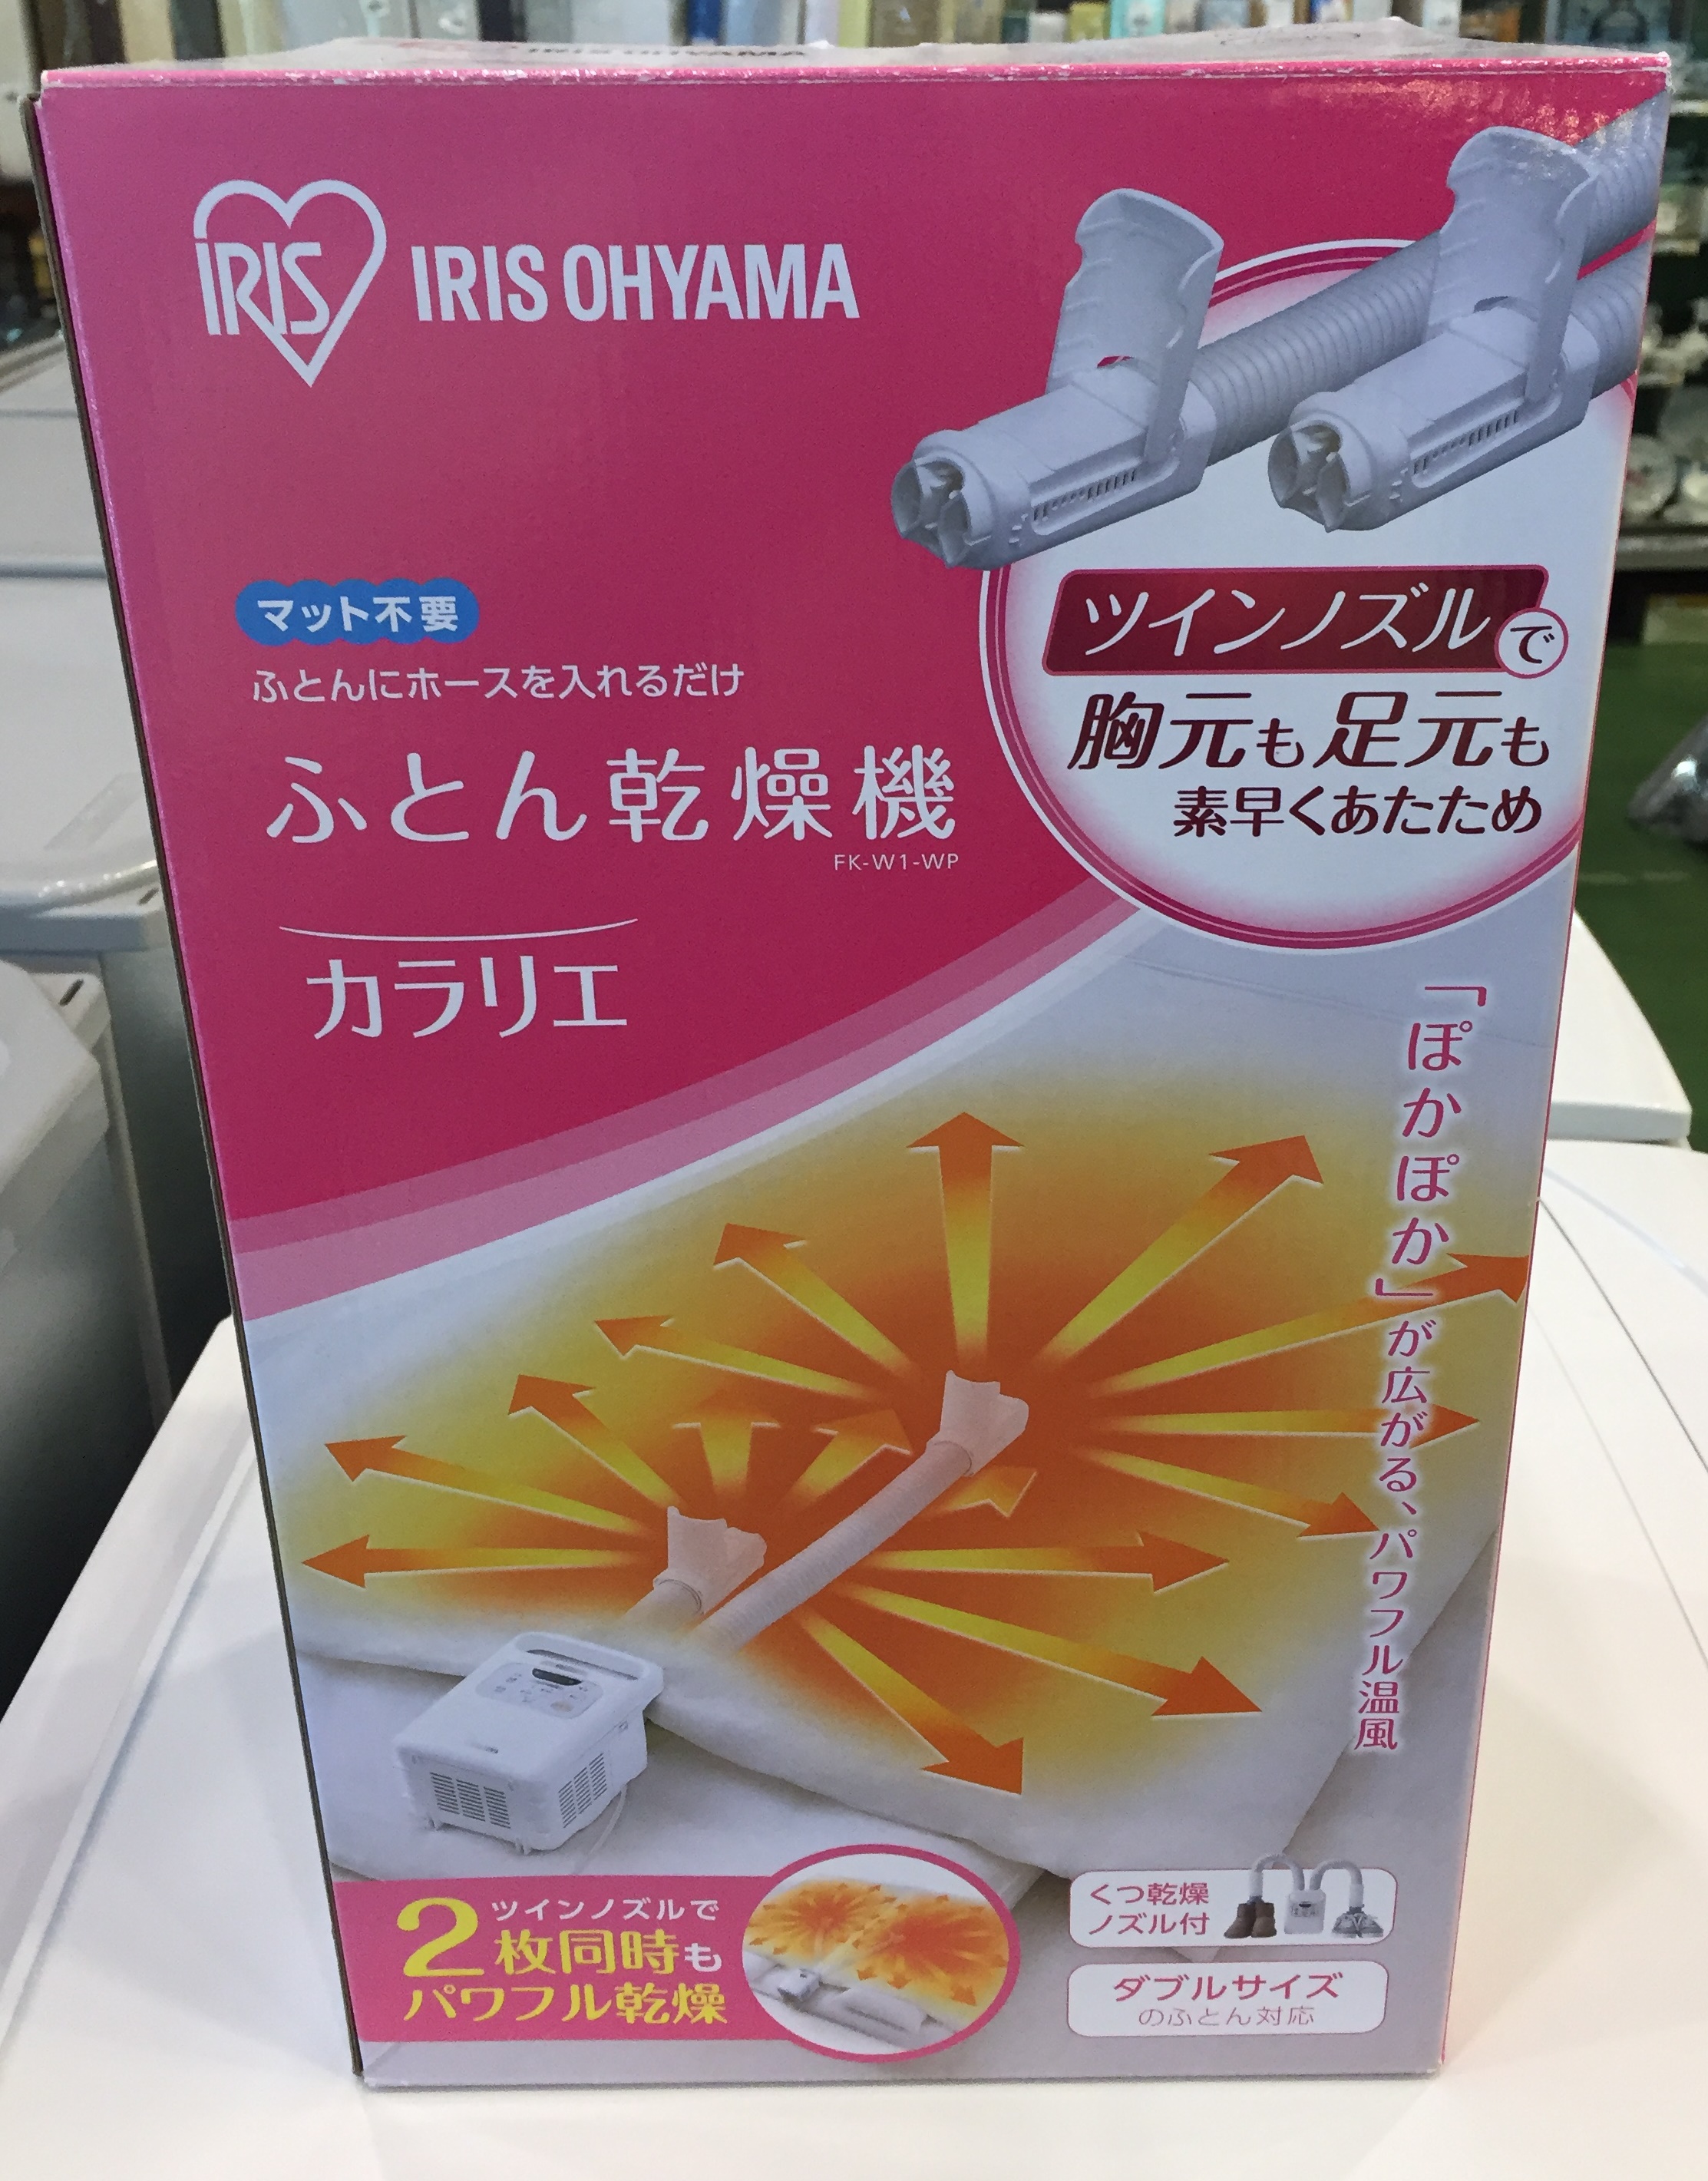 IRIS OHYAMA
IRIS
IRIS OHYAMA
マット不要
ふとんにホースを入れるだけ
ふとん乾燥機
FK-W1-WP
カラリエ
ツインノズルで
胸元も足元も
素早くあたため
「ぽかぽか」が広がる、パワフル温風
ツインノズルで
2枚同時も
パワフル乾燥
くつ乾燥
ノズル付
ダブルサイズ
のふとん対応